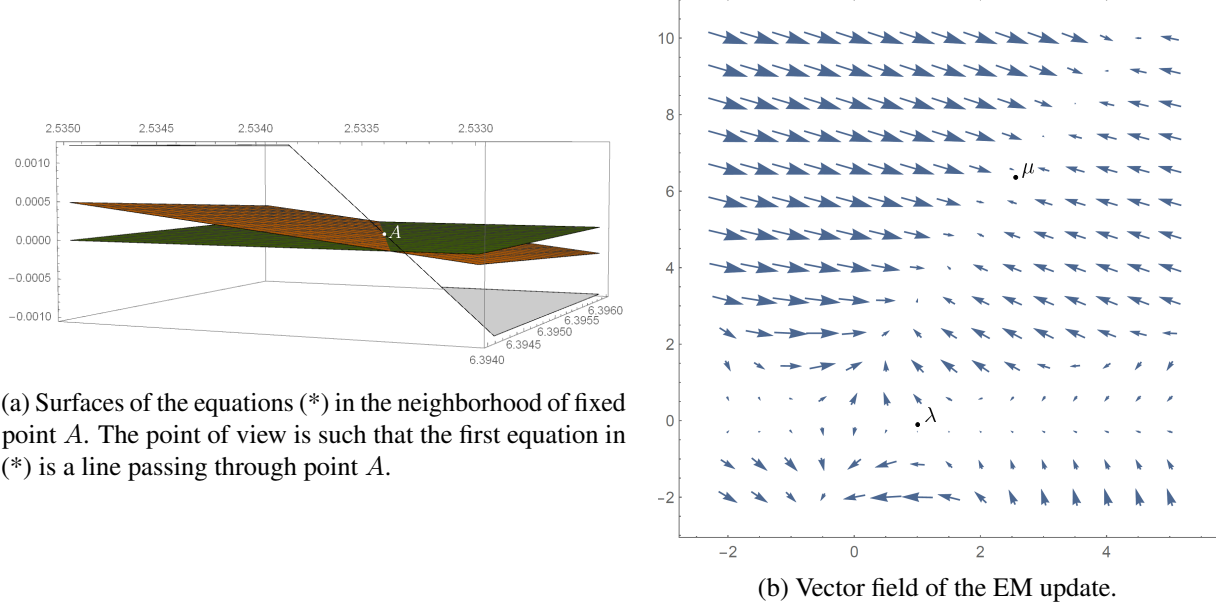 2.5350 2.5345 2.5340 2.5335 2.5330
0.0010
0.0005
0.0000
−0.0005
−0.0010
A
6.3960
6.3955
6.3950
6.3945
6.3940
(a) Surfaces of the equations (*) in the neighborhood of fixed
point A. The point of view is such that the first equation in
(*) is a line passing through point A.
10
8
6
4
2
0
−2
μ
λ
−2 0 2 4
(b) Vector field of the EM update.